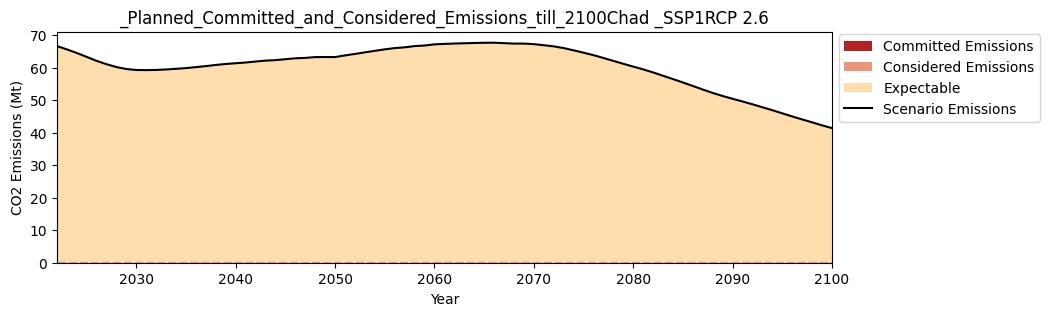 _Planned_Committed_and_Considered_Emissions_till_2100Chad _SSP1RCP 2.6
70
60
50
40
30
20
10
0
CO2 Emissions (Mt)
2030 2040 2050 2060 2070 2080 2090 2100
Year
Committed Emissions
Considered Emissions
Expectable
Scenario Emissions